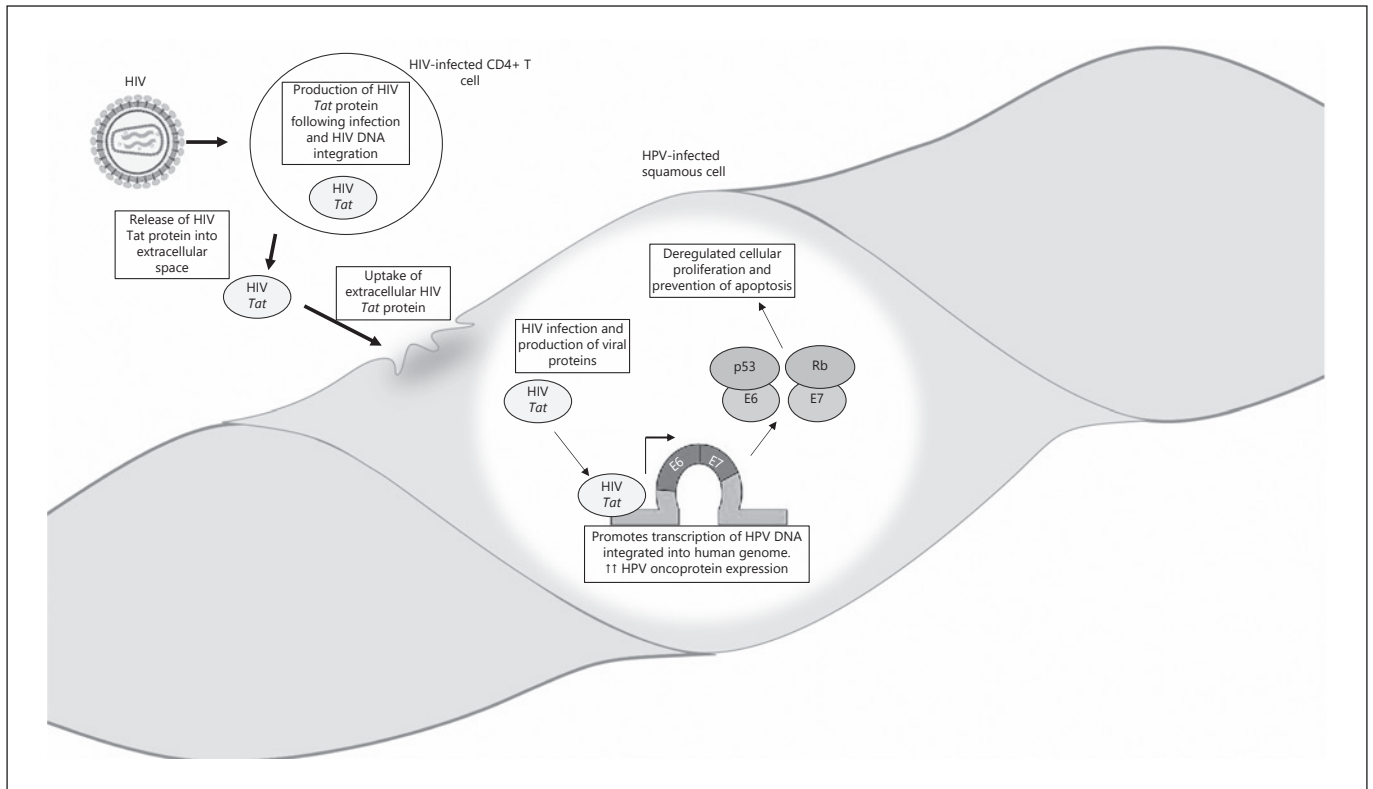 HIV
HIV-infected CD4+ T
cell
Production of HIV
Tat protein
following infection
and HIV DNA
integration
HIV
Tat
Release of HIV
Tat protein into
extracellular
space
HIV
Tat
Uptake of
extracellular HIV
Tat protein
HPV-infected
squamous cell
Deregulated cellular
proliferation and
prevention of apoptosis
HIV infection and
production of viral
proteins
HIV
Tat
p53
Rb
E6
E7
E6
E7
HIV
Tat
Promotes transcription of HPV DNA
integrated into human genome.
↑↑ HPV oncoprotein expression